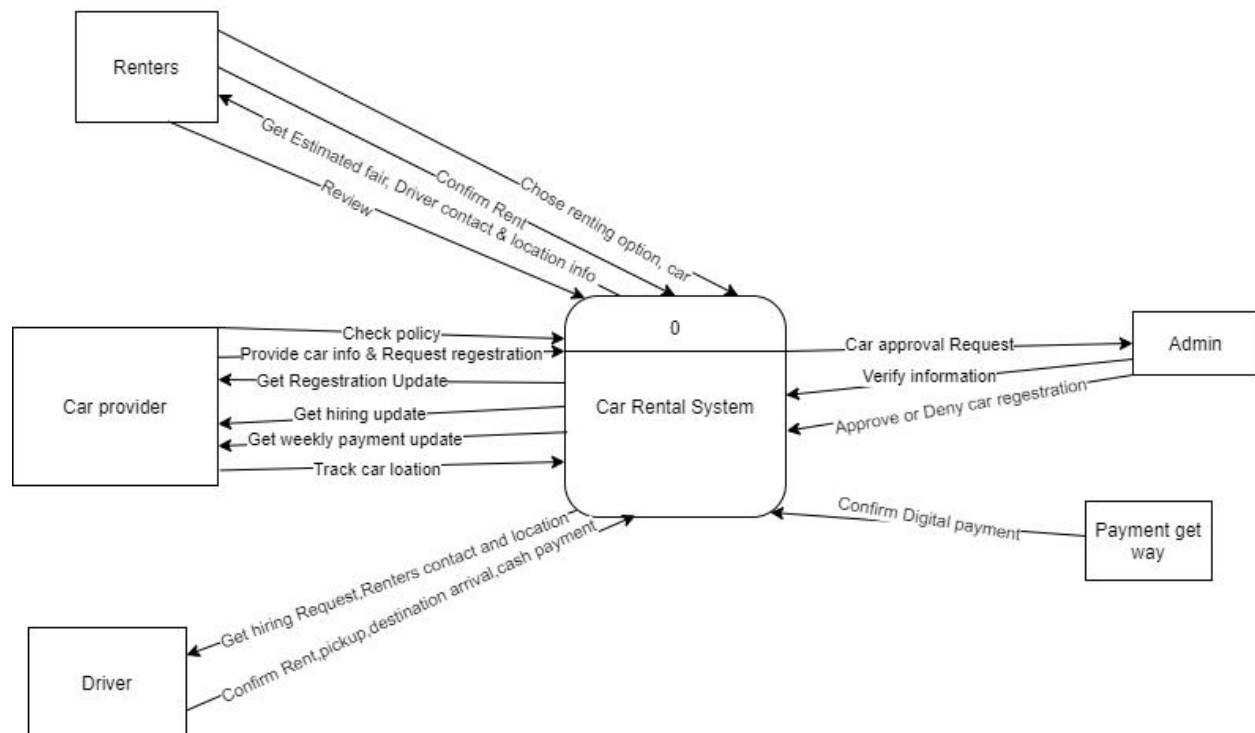 Renters
Chose renting option, car
Confirm Rent
Get Estimated fair, Driver contact & location info
Review
0
Car Rental System
Car provider
Check policy
Provide car info & Request regestration
Get Regestration Update
Get hiring update
Get weekly payment update
Track car loation
Car approval Request
Admin
Verify information
Approve or Deny car regestration
Confirm Digital payment
Payment get
way
Get hiring Request,Renters contact and location
Confirm Rent,pickup,destination arrival,cash payment
Driver